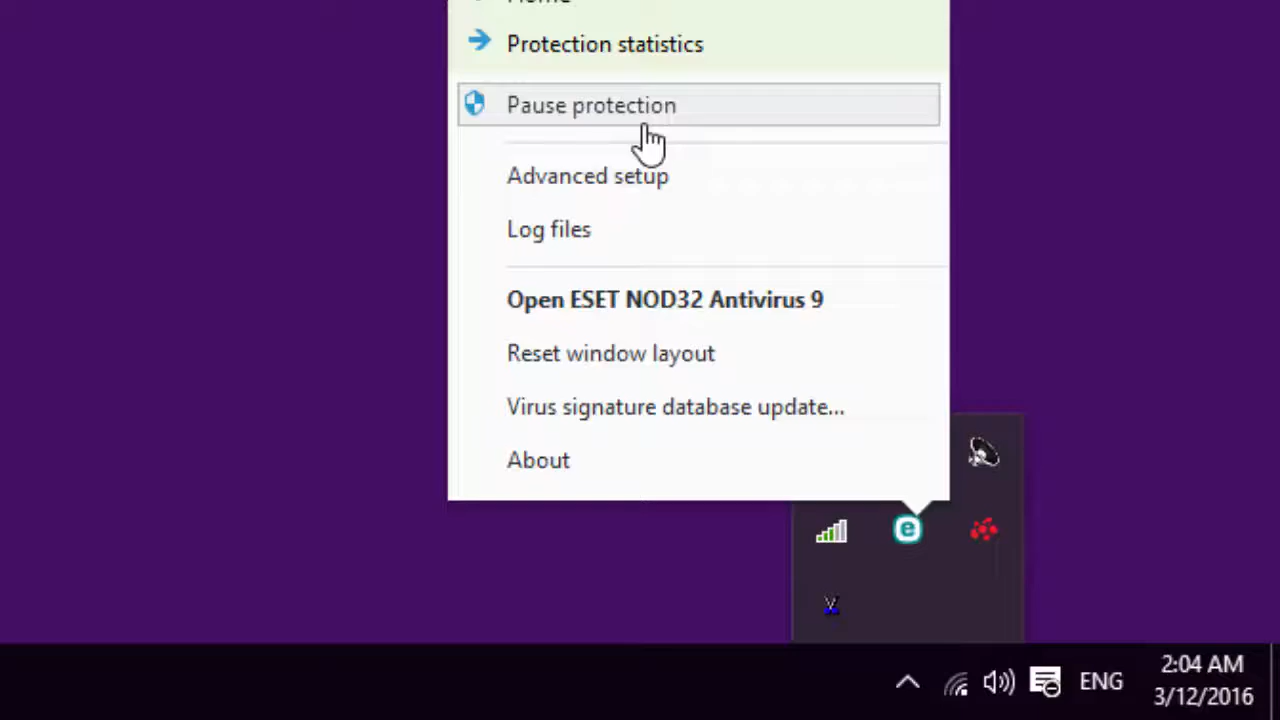 Home
Protection statistics
Pause protection
Advanced setup
Log files
Open ESET NOD32 Antivirus 9
Reset window layout
Virus signature database update...
About
e
V
ENG
2:04 AM
3/12/2016